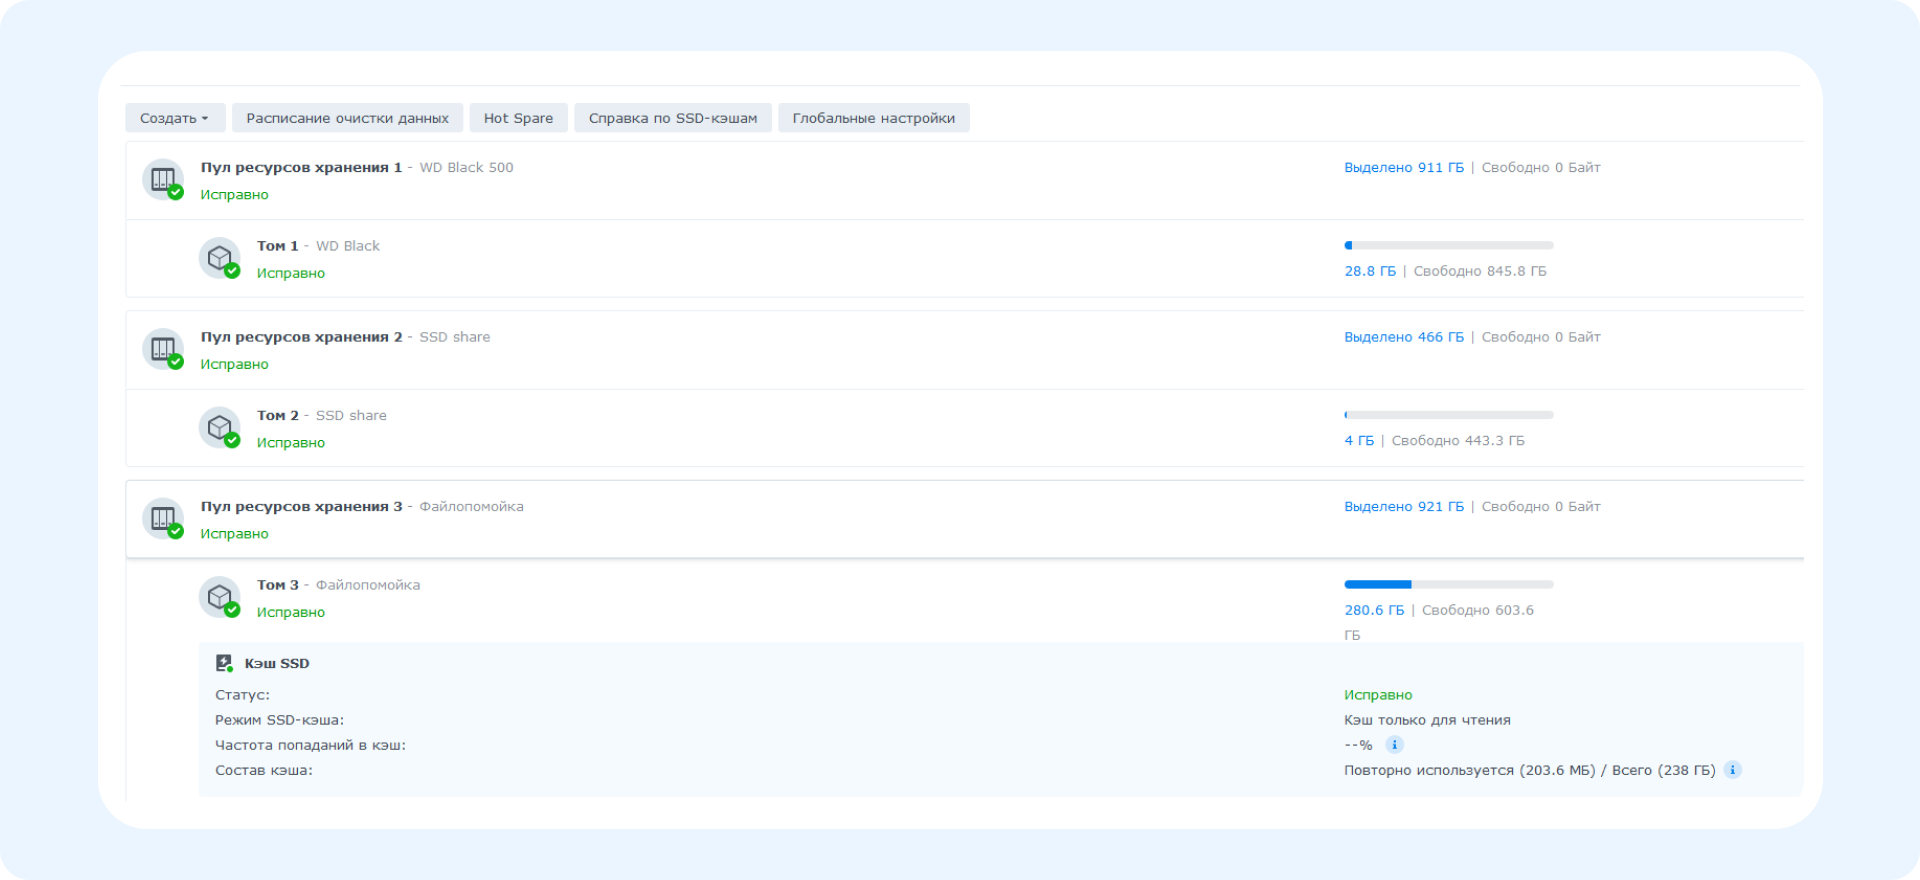 Создать Расписание очистки данных Hot Spare Справка по SSD-кэшам Глобальные настройки
Пул ресурсов хранения 1 - WD Black 500 Выделено 911 ГБ | Свободно 0 Байт
Исправно
Том 1 - WD Black
Исправно 28.8 ГБ | Свободно 845.8 ГБ
Пул ресурсов хранения 2 - SSD share Выделено 466 ГБ | Свободно 0 Байт
Исправно
Том 2 - SSD share
Исправно 4 ГБ | Свободно 443.3 ГБ
Пул ресурсов хранения 3 - Файлопомойка Выделено 921 ГБ | Свободно 0 Байт
Исправно
Том 3 - Файлопомойка
Исправно 280.6 ГБ | Свободно 603.6
ГБ
Кэш SSD
Статус: Исправно
Режим SSD-кэша: Кэш только для чтения
Частота попаданий в кэш: --%
Состав кэша: Повторно используется (203.6 МБ) / Всего (238 ГБ)